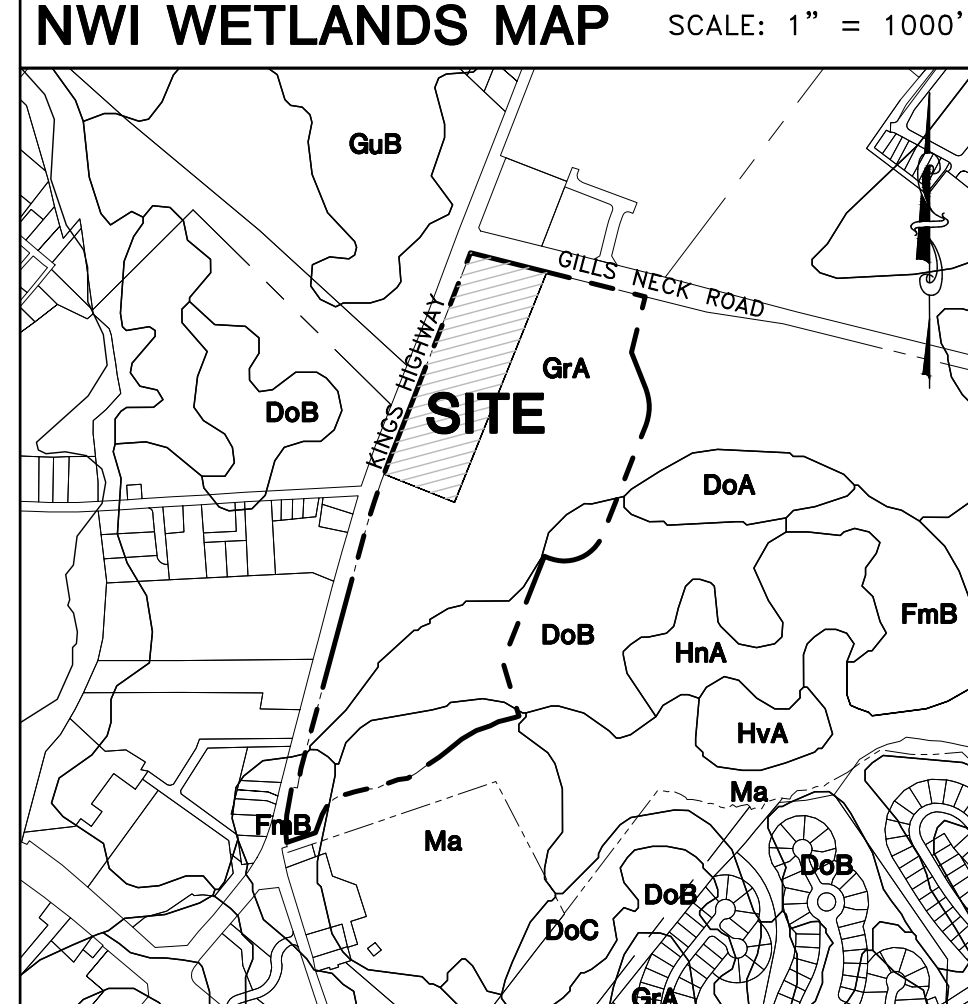 NWI WETLANDS MAP
SCALE: 1" = 1000'
GuB
GILLS NECK ROAD
KINGS HIGHWAY
GrA
SITE
DoB
DoA
FmB
DoB
HnA
HvA
Ma
FmB
Ma
DoB
DoB
DoC
GrA